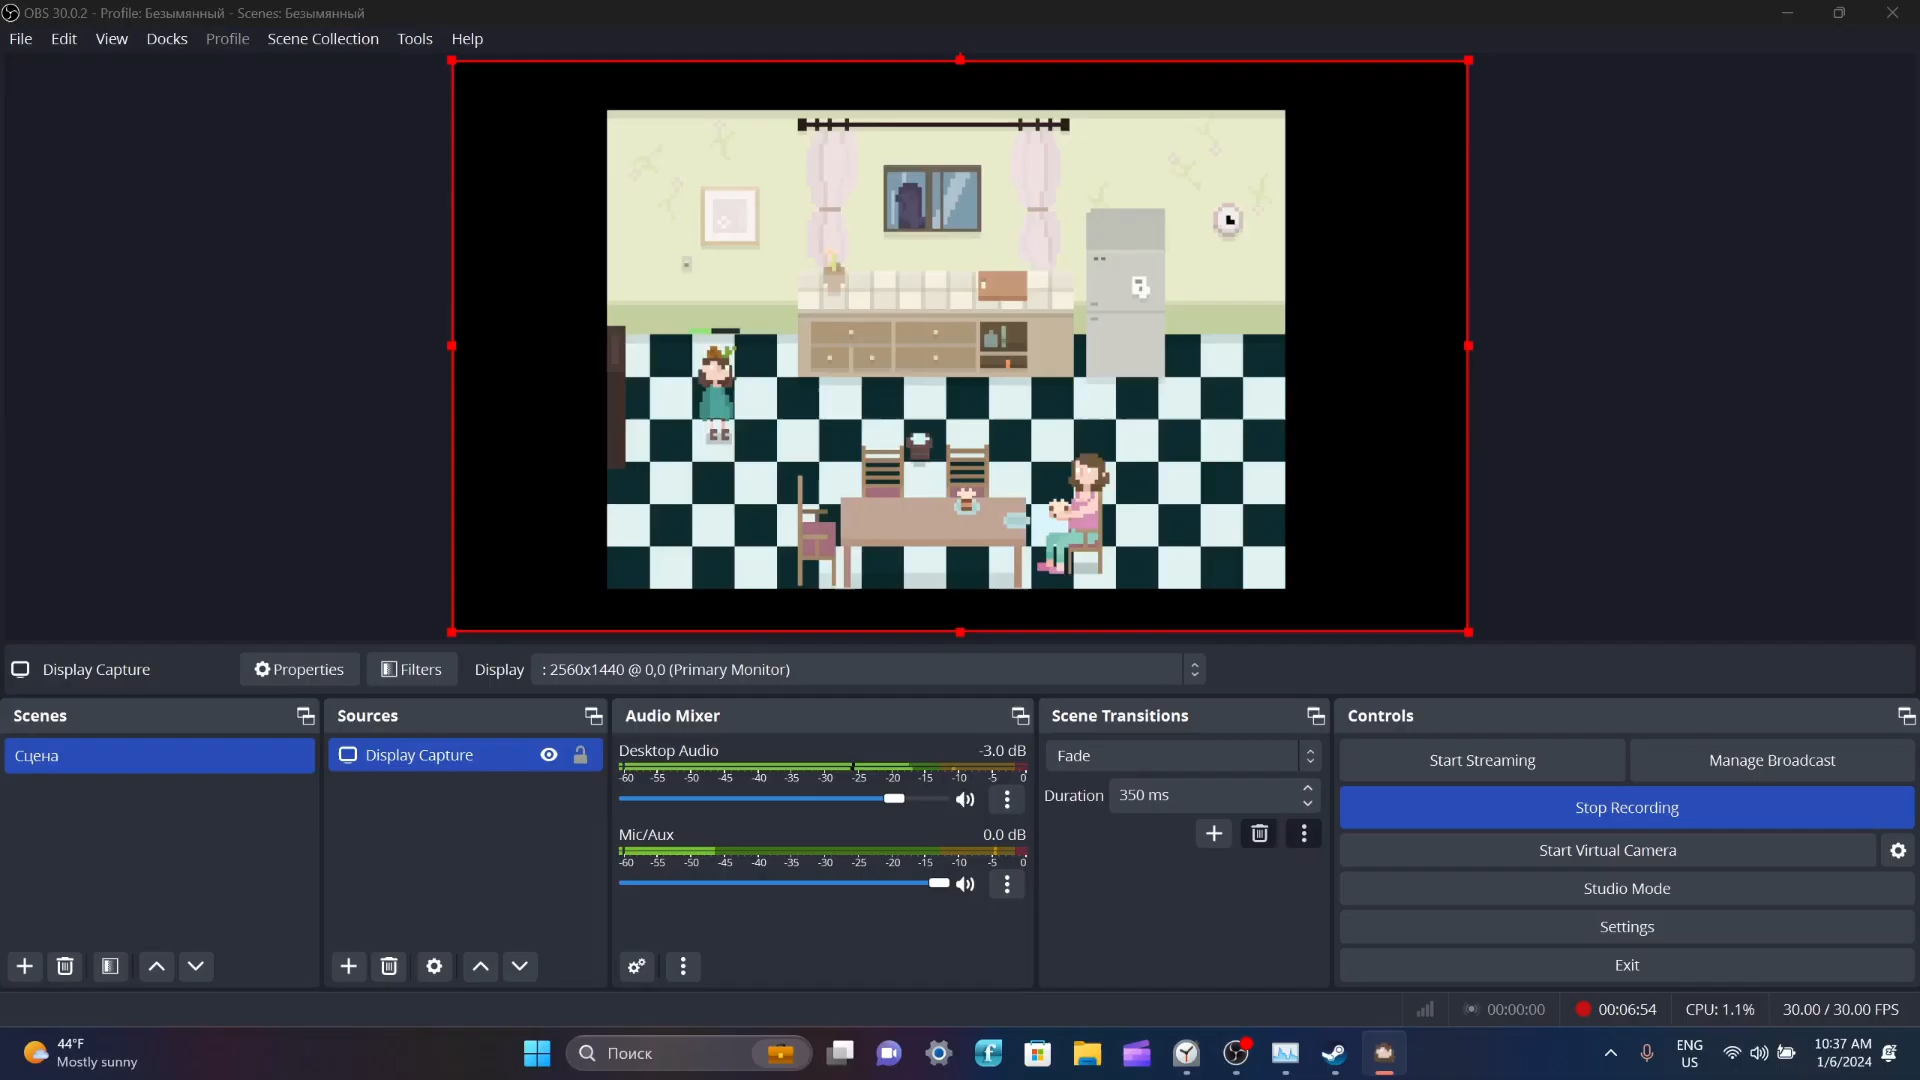 OBS 30.0.2 - Profile: Безымянный - Scenes: Безымянный
File Edit View Docks Profile Scene Collection Tools Help
Display Capture Properties Filters Display : 2560x1440 @ 0,0 (Primary Monitor)
Scenes
Сцена
Sources
Display Capture
Audio Mixer
Desktop Audio -3.0 dB
-60 -55 -50 -45 -40 -35 -30 -25 -20 -15 -10 -5 0
Mic/Aux 0.0 dB
-60 -55 -50 -45 -40 -35 -30 -25 -20 -15 -10 -5 0
Scene Transitions
Fade
Duration 350 ms
Controls
Start Streaming Manage Broadcast
Stop Recording
Start Virtual Camera
Studio Mode
Settings
Exit
00:00:00 00:06:54 CPU: 1.1% 30.00 / 30.00 FPS
44°F
Mostly sunny
Поиск
ENG
US
10:37 AM
1/6/2024